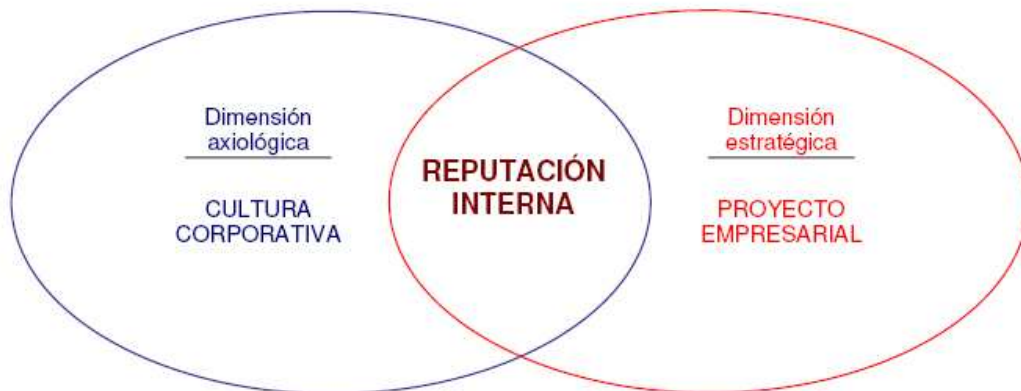 Dimensión
axiológica
CULTURA
CORPORATIVA
REPUTACIÓN
INTERNA
Dimensión
estratégica
PROYECTO
EMPRESARIAL